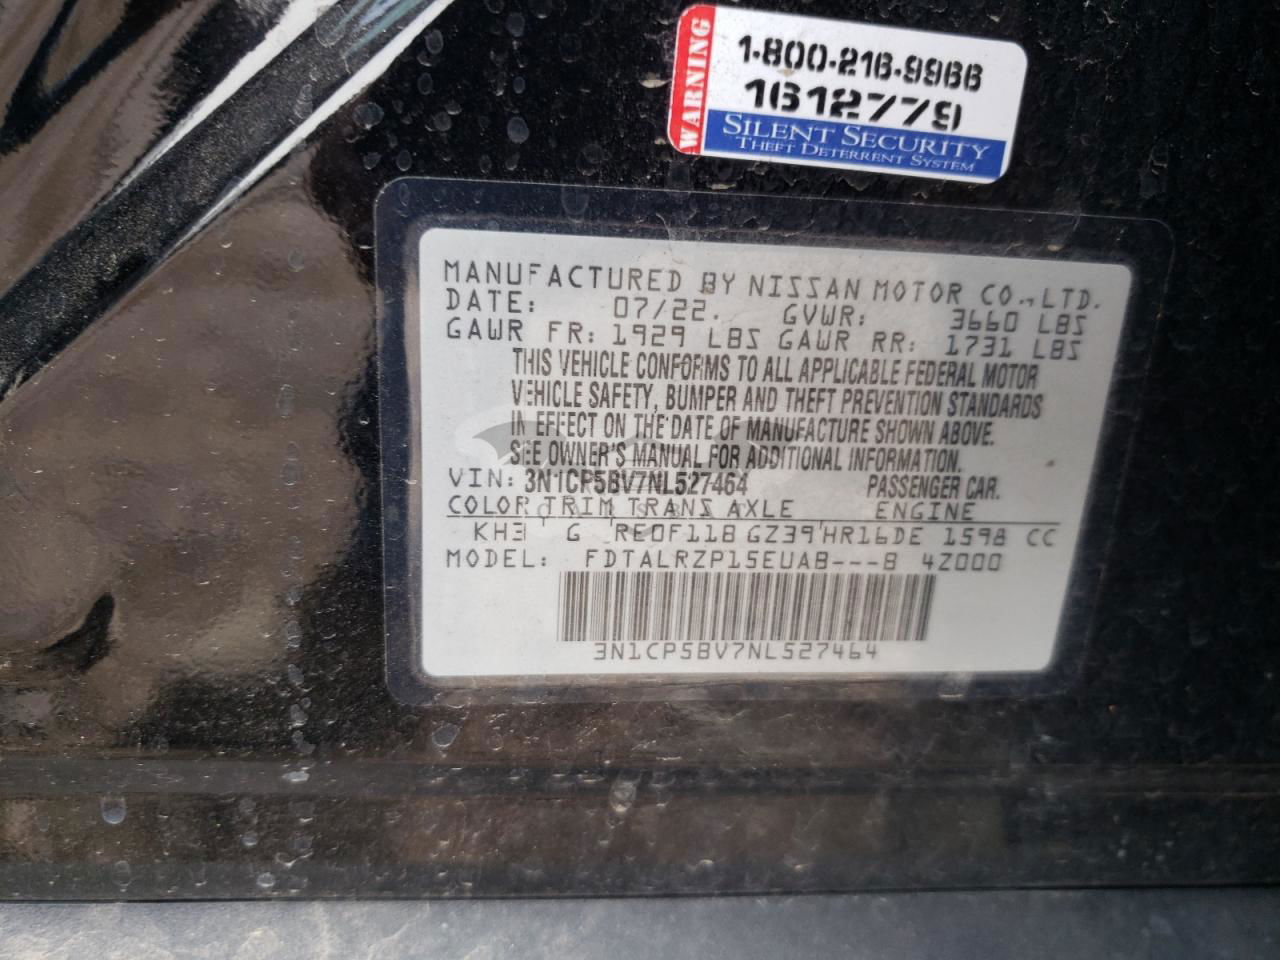 WARNING
1-800-216-9966
1612779
SILENT SECURITY
THEFT DETERRENT SYSTEM
MANUFACTURED BY NISSAN MOTOR CO.,LTD.
DATE: 07/22. GVWR: 3660 LBS
GAWR FR: 1929 LBS GAWR RR: 1731 LBS
THIS VEHICLE CONFORMS TO ALL APPLICABLE FEDERAL MOTOR
VEHICLE SAFETY, BUMPER AND THEFT PREVENTION STANDARDS
IN EFFECT ON THE DATE OF MANUFACTURE SHOWN ABOVE.
SEE OWNER'S MANUAL FOR ADDITIONAL INFORMATION.
VIN: 3N1CP5BV7NL527464 PASSENGER CAR.
COLOR TRIM TRANS AXLE ENGINE
KH3 G RE0F11B GZ39 HR16DE 1598 CC
MODEL: FDTALRZP15EUAB---B 4Z000
3N1CP5BV7NL527464